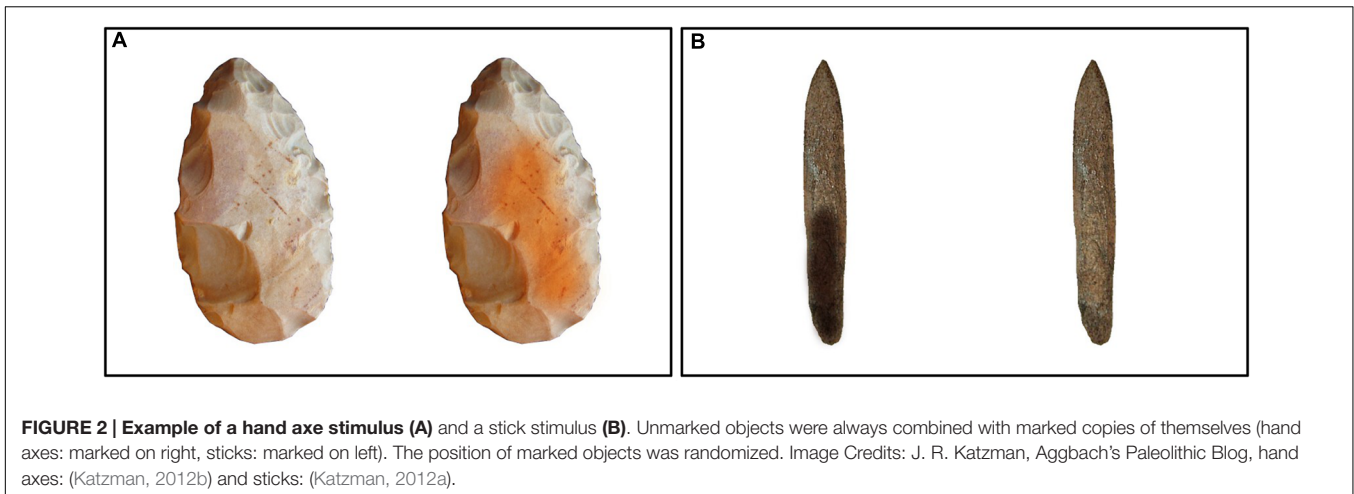 A
B
FIGURE 2 | Example of a hand axe stimulus (A) and a stick stimulus (B). Unmarked objects were always combined with marked copies of themselves (hand
axes: marked on right, sticks: marked on left). The position of marked objects was randomized. Image Credits: J. R. Katzman, Aggbach's Paleolithic Blog, hand
axes: (Katzman, 2012b) and sticks: (Katzman, 2012a).